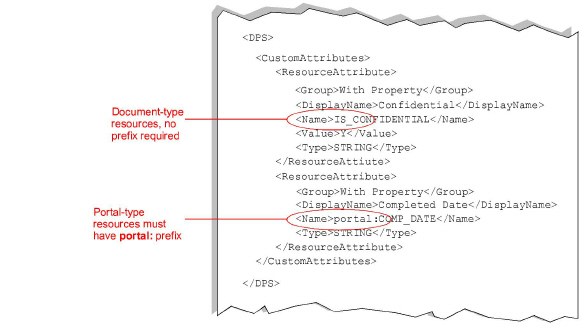 <DPS>
<CustomAttributes>
<ResourceAttribute>
<Group>With Property</Group>
<DisplayName>Confidential</DisplayName>
Document-type
resources, no
prefix required
<Name>IS_CONFIDENTIAL</Name>
<Value>Y</Value>
<Type>STRING</Type>
</ResourceAttiute>
<ResourceAttribute>
<Group>With Property</Group>
<DisplayName>Completed Date</DisplayName>
Portal-type
resources must
have portal: prefix
<Name>portal:COMP_DATE</Name>
<Type>STRING</Type>
</ResourceAttribute>
</CustomAttributes>
</DPS>